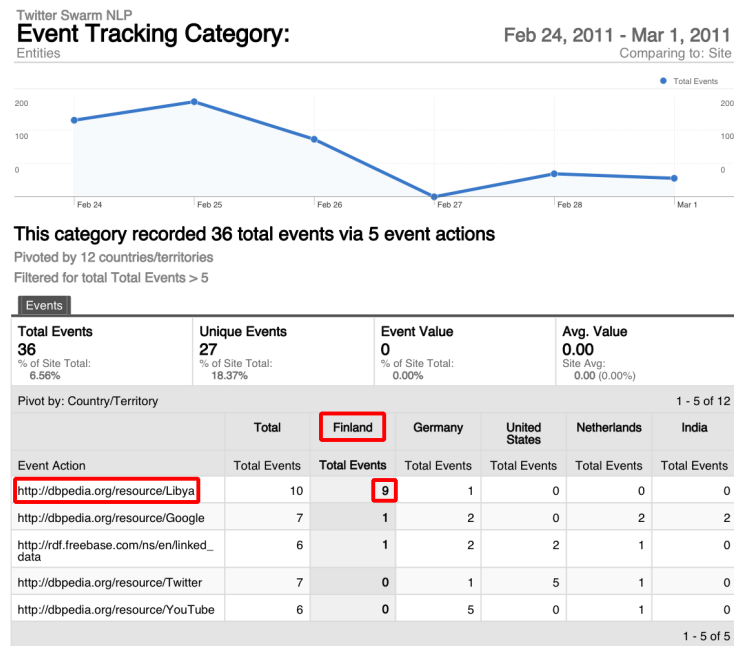 Twitter Swarm NLP
Event Tracking Category:
Entities
Feb 24, 2011 - Mar 1, 2011
Comparing to: Site
Total Events
200 200
100 100
0 0
Feb 24 Feb 25 Feb 26 Feb 27 Feb 28 Mar 1
This category recorded 36 total events via 5 event actions
Pivoted by 12 countries/territories
Filtered for total Total Events > 5
Events
Total Events Unique Events Event Value Avg. Value
36 27 0 0.00
% of Site Total: % of Site Total: % of Site Total: Site Avg:
6.56% 18.37% 0.00% 0.00 (0.00%)
Pivot by: Country/Territory 1 - 5 of 12
Total Finland Germany United Netherlands India
States
Event Action Total Events Total Events Total Events Total Events Total Events Total Events
http://dbpedia.org/resource/Libya 10 9 1 0 0 0
http://dbpedia.org/resource/Google 7 1 2 0 2 2
http://rdf.freebase.com/ns/en/linked_ 6 1 2 2 1 0
data
http://dbpedia.org/resource/Twitter 7 0 1 5 1 0
http://dbpedia.org/resource/YouTube 6 0 5 0 1 0
1 - 5 of 5